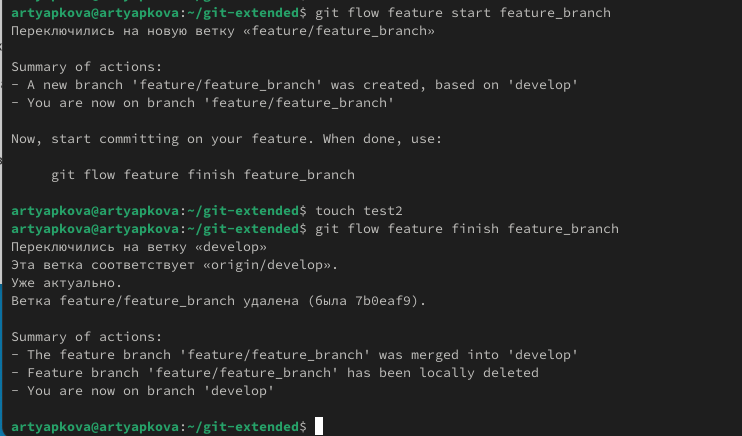 artyapkova@artyapkova:~/git-extended$ git flow feature start feature_branch
Переключились на новую ветку «feature/feature_branch»
Summary of actions:
- A new branch 'feature/feature_branch' was created, based on 'develop'
- You are now on branch 'feature/feature_branch'
Now, start committing on your feature. When done, use:
git flow feature finish feature_branch
artyapkova@artyapkova:~/git-extended$ touch test2
artyapkova@artyapkova:~/git-extended$ git flow feature finish feature_branch
Переключились на ветку «develop»
Эта ветка соответствует «origin/develop».
Уже актуально.
Ветка feature/feature_branch удалена (была 7b0eaf9).
Summary of actions:
- The feature branch 'feature/feature_branch' was merged into 'develop'
- Feature branch 'feature/feature_branch' has been locally deleted
- You are now on branch 'develop'
artyapkova@artyapkova:~/git-extended$